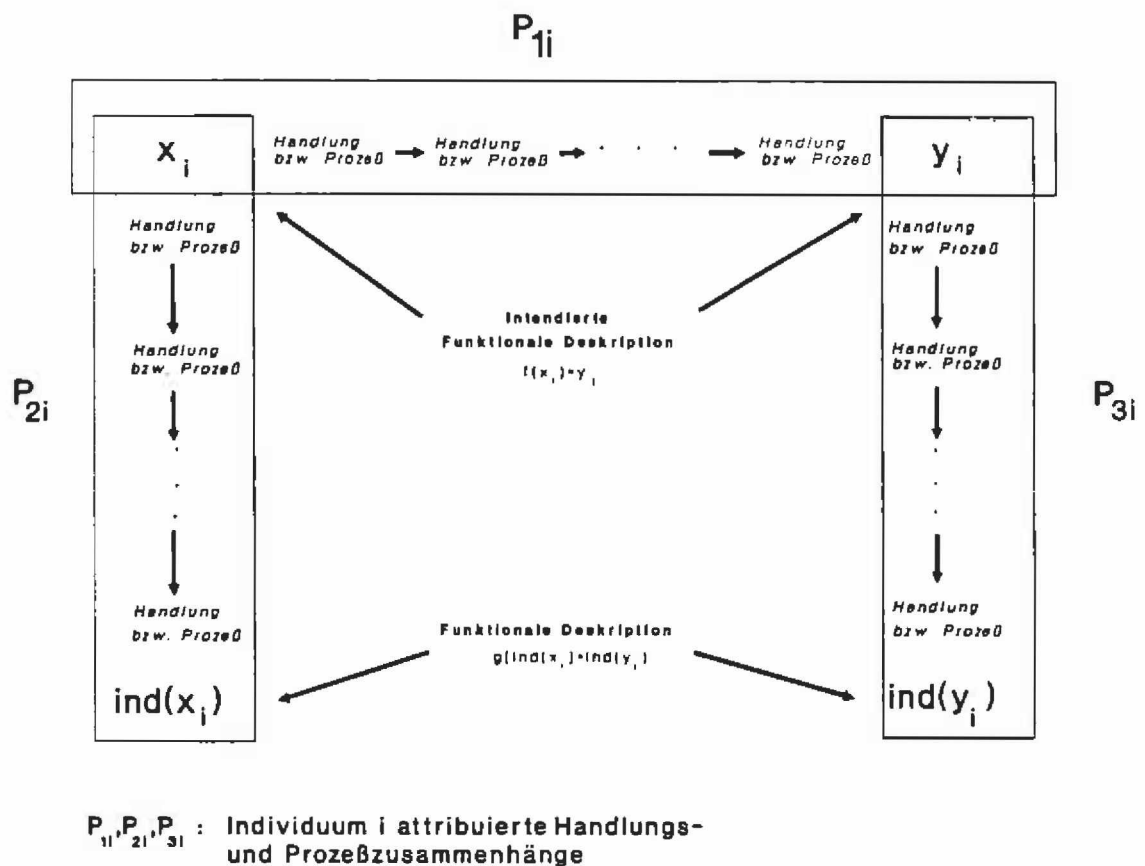 P₁ᵢ
xᵢ
Handlung
bzw Prozeß
Handlung
bzw Prozeß
. . . .
Handlung
bzw Prozeß
yᵢ
Handlung
bzw Prozeß
Handlung
bzw Prozeß
Intendierte
Funktionale Deskription
f(xᵢ)=yᵢ
Handlung
bzw. Prozeß
Handlung
bzw. Prozeß
P₂ᵢ
P₃ᵢ
Handlung
bzw. Prozeß
Handlung
bzw. Prozeß
Funktionale Deskription
g(ind(xᵢ)=ind(yᵢ)
ind(xᵢ)
ind(yᵢ)
P₁ᵢ,P₂ᵢ,P₃ᵢ : Individuum i attribuierte Handlungs-
und Prozeßzusammenhänge